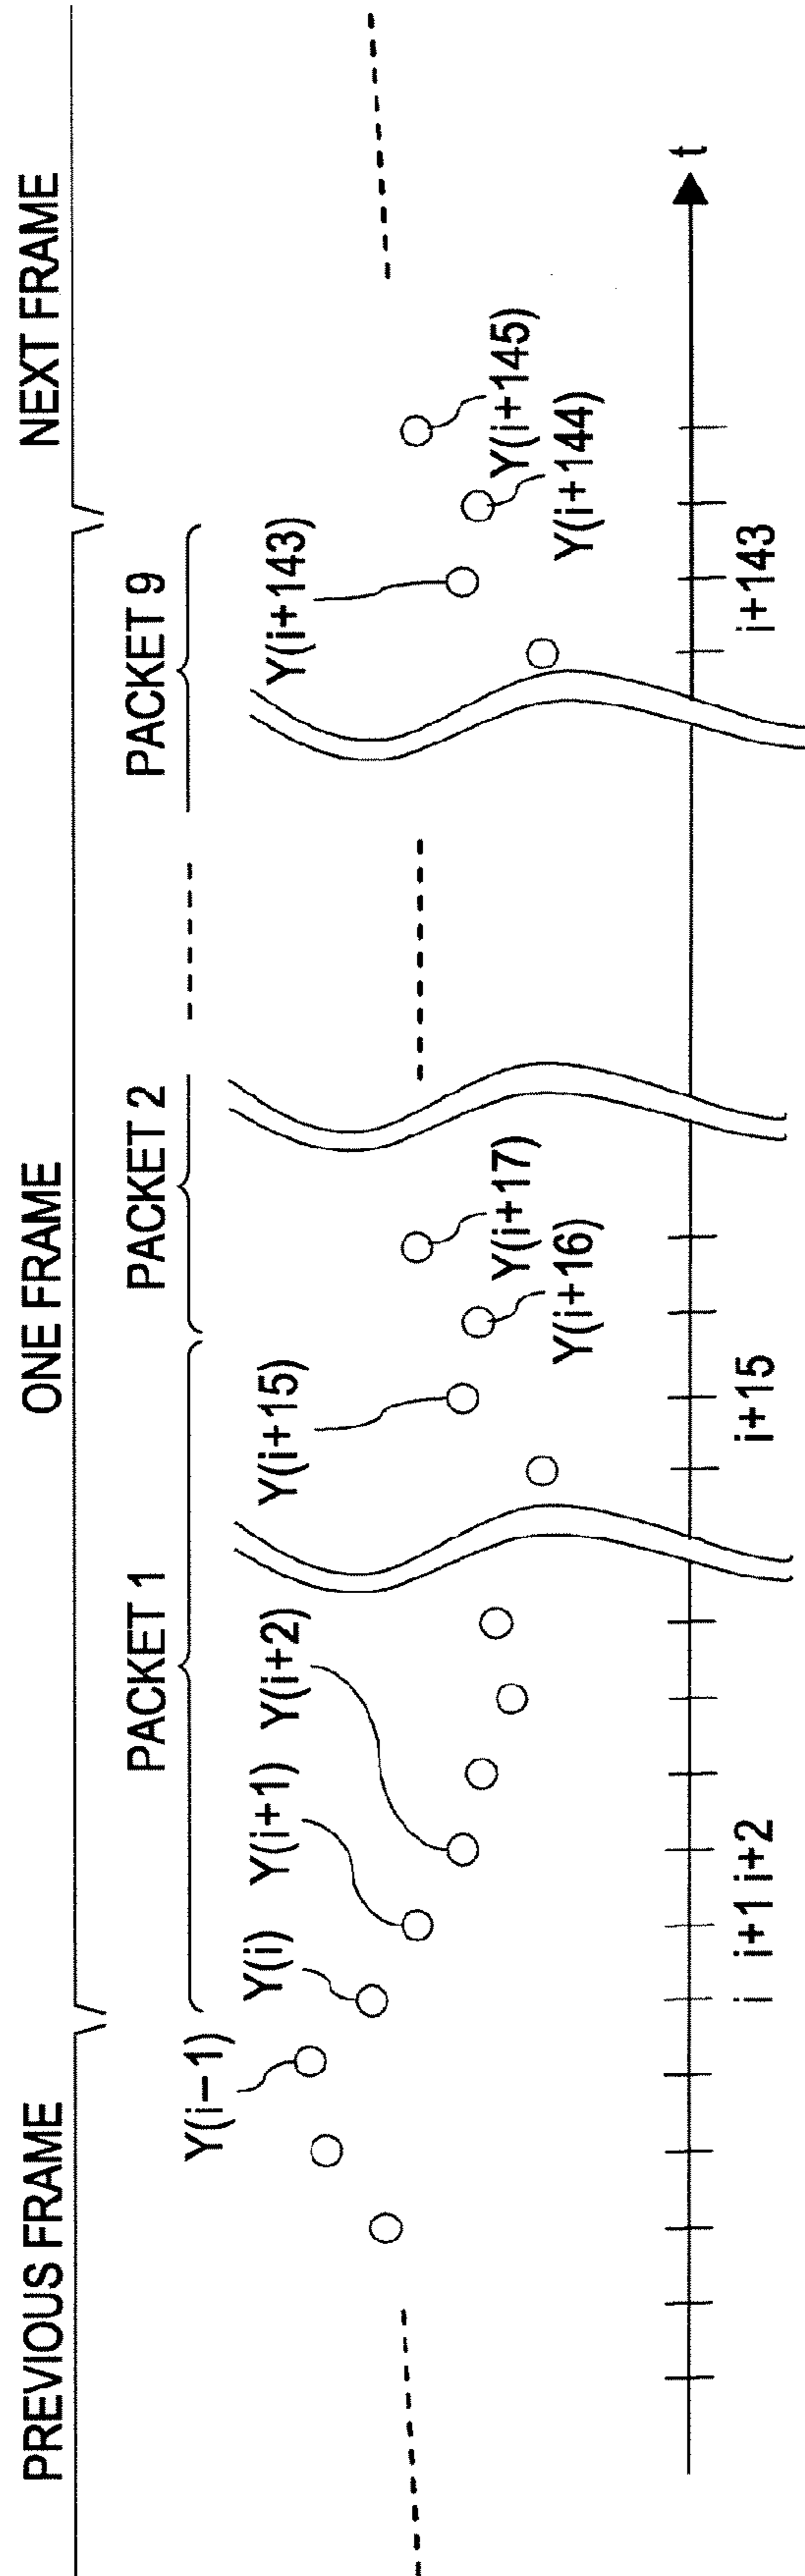 PREVIOUS FRAME
ONE FRAME
NEXT FRAME
PACKET 1
PACKET 2
PACKET 9
Y(i−1)
Y(i)
Y(i+1)
Y(i+2)
Y(i+15)
Y(i+16)
Y(i+17)
Y(i+143)
Y(i+144)
Y(i+145)
i
i+1
i+2
i+15
i+143
t